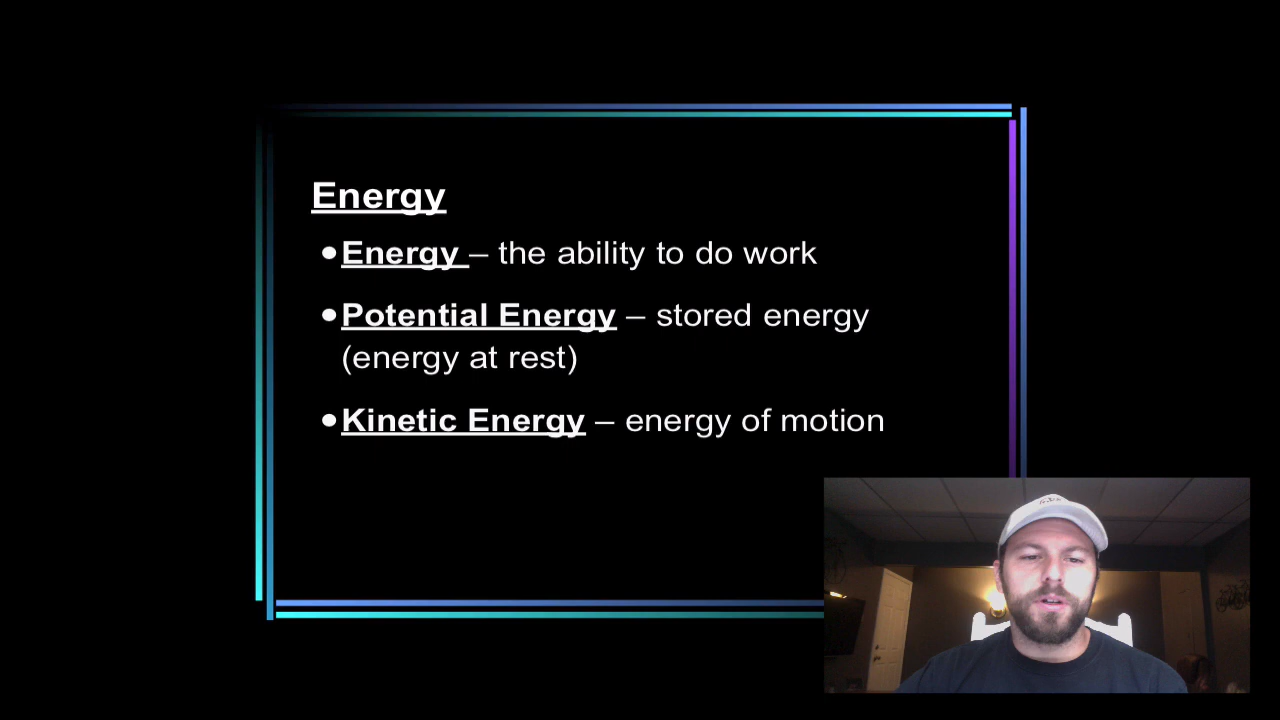 Energy
●Energy – the ability to do work
●Potential Energy – stored energy
(energy at rest)
●Kinetic Energy – energy of motion